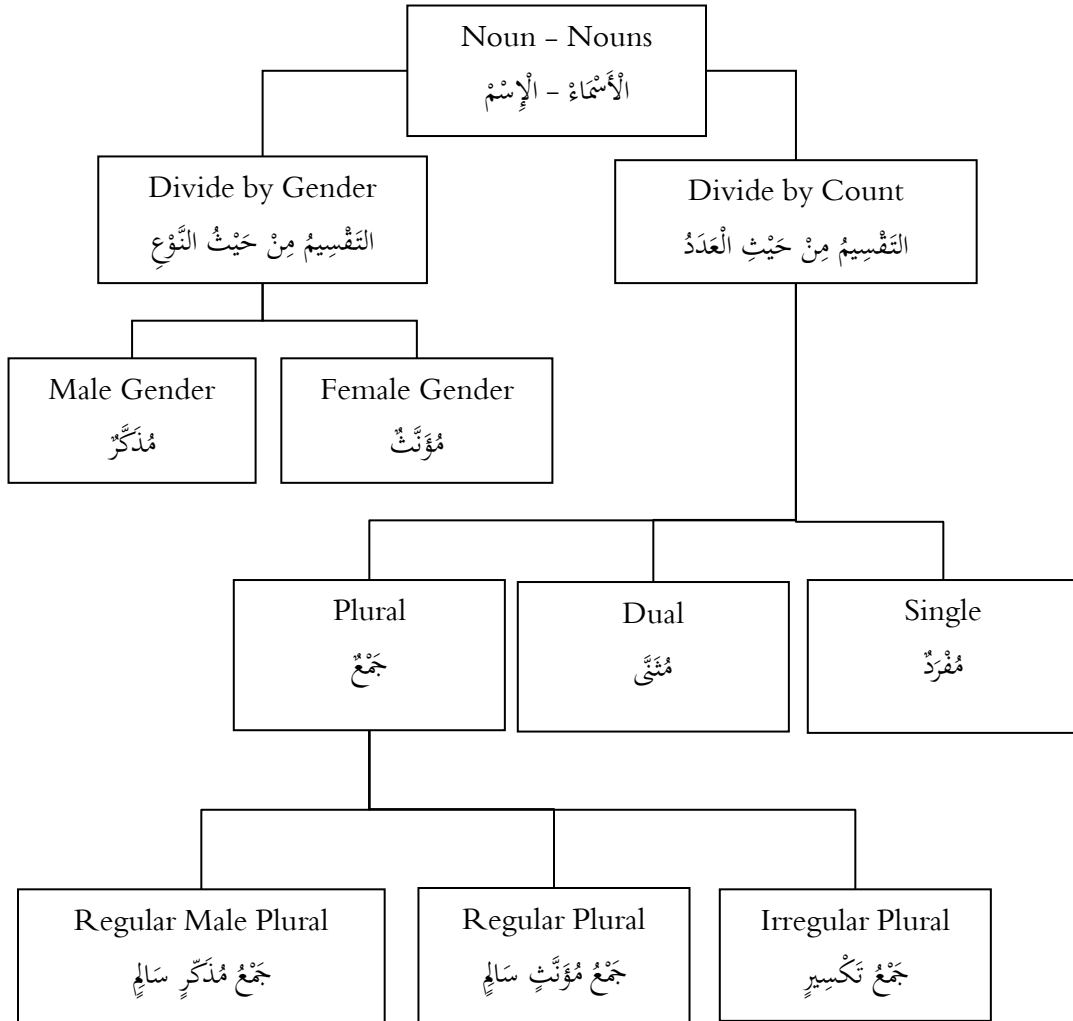 Noun – Nouns
الْأَسْمَاءْ – الْإِسْمْ
Divide by Gender
التَقْسِيمُ مِنْ حَيْثُ النَّوْعِ
Divide by Count
التَقْسِيمُ مِنْ حَيْثِ الْعَدَدُ
Male Gender
مُذَكَّرٌ
Female Gender
مُؤَنَّثٌ
Plural
جَمْعٌ
Dual
مُثَنَّى
Single
مُفْرَدٌ
Regular Male Plural
جَمْعُ مُذَكّرٍ سَالِمٍ
Regular Plural
جَمْعُ مُؤَنَّثٍ سَالِمٍ
Irregular Plural
جَمْعُ تَكْسِيرٍ